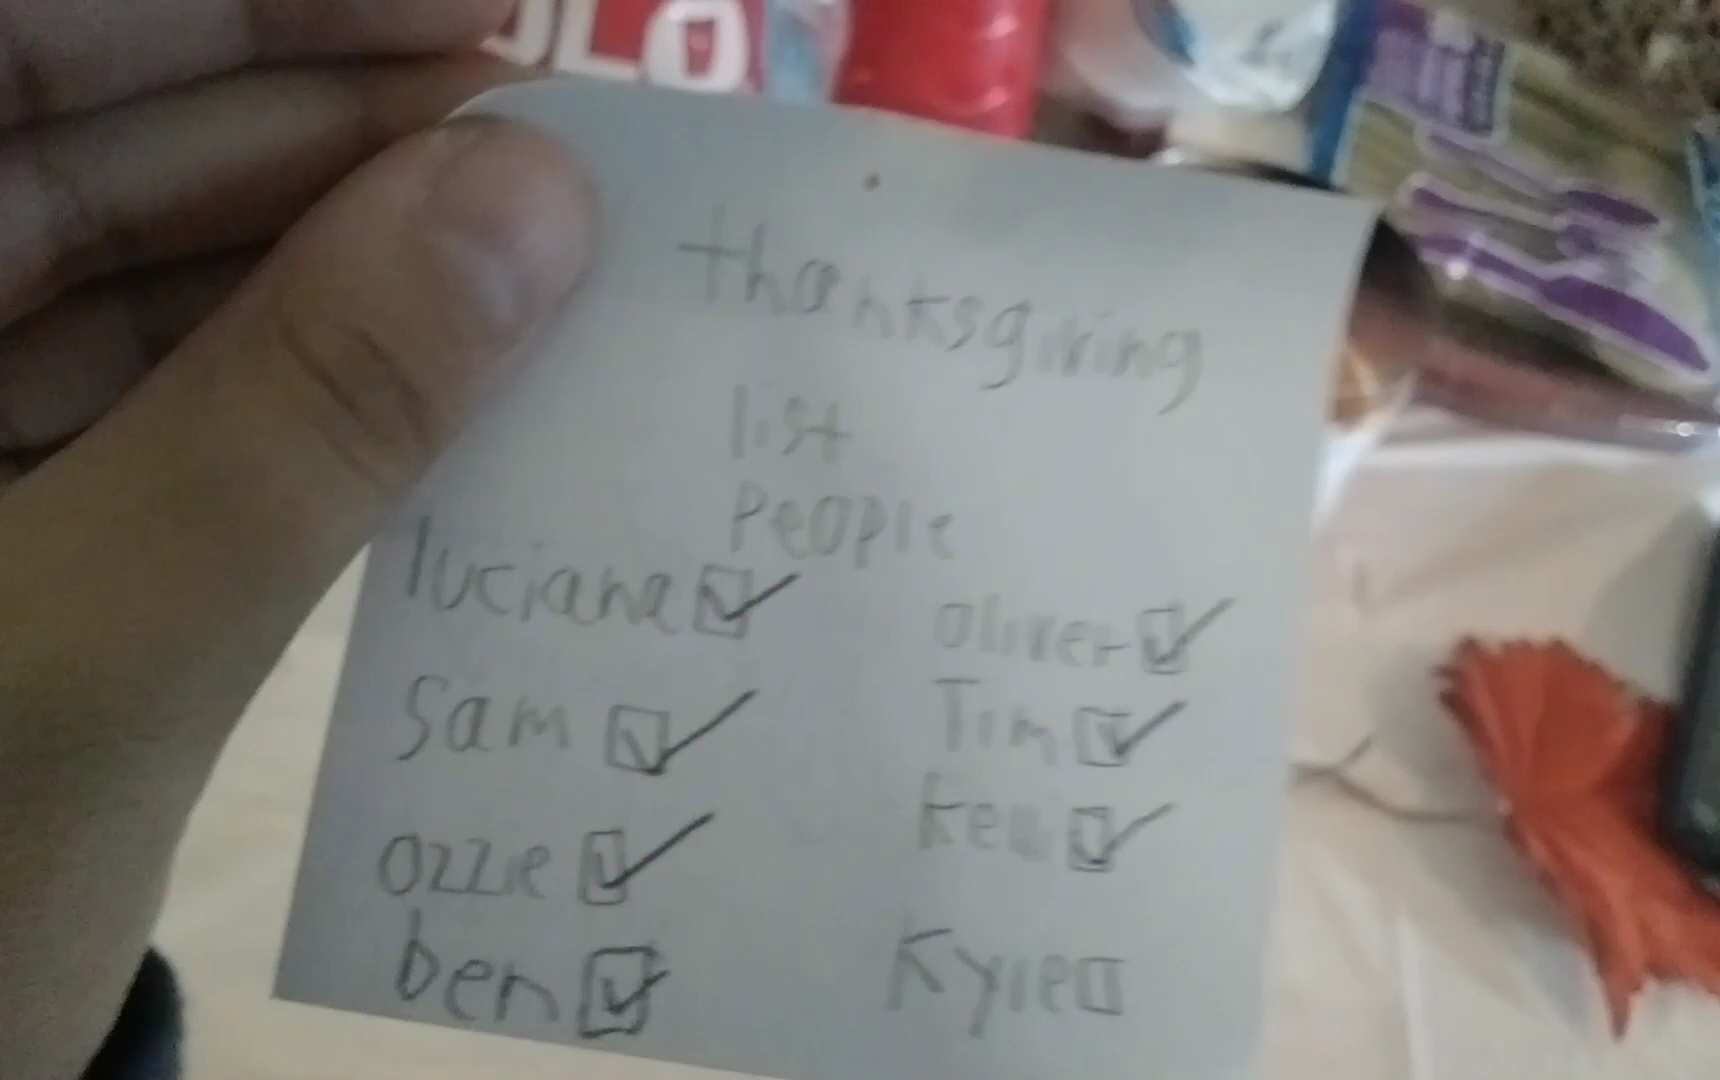 thanksgiving
list
People
luciana ☑
Sam ☑
Ozzie ☑
ben ☑
oliver ☑
Tim ☑
☑
Kyle ☐